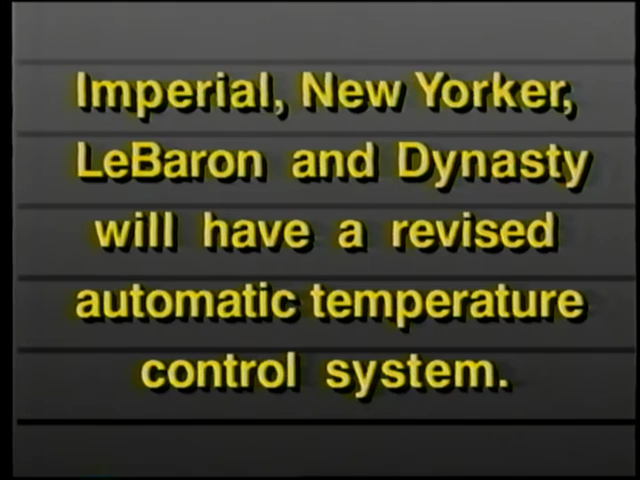 Imperial, New Yorker,
LeBaron and Dynasty
will have a revised
automatic temperature
control system.